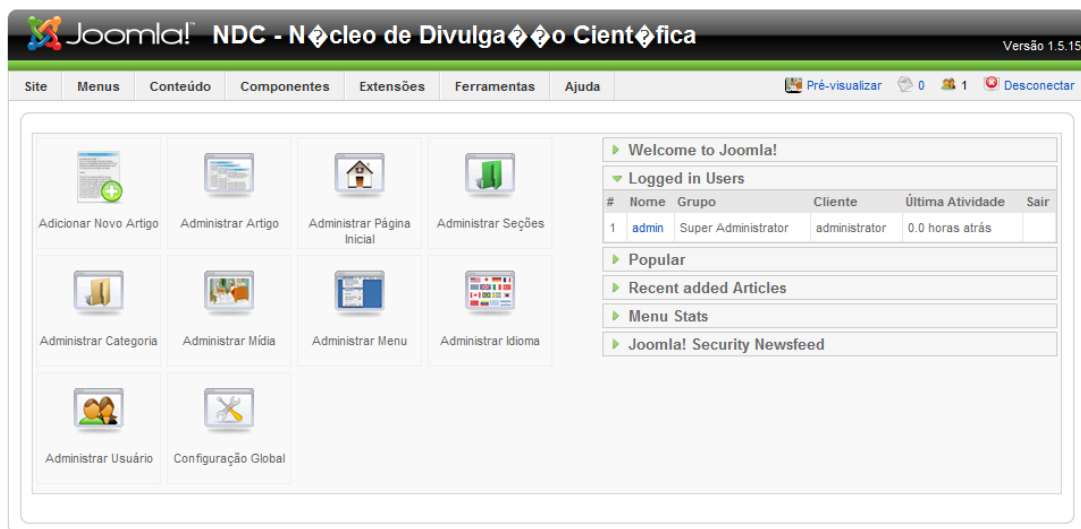 Joomla!™ NDC - N�cleo de Divulga��o Cient�fica
Versão 1.5.15
Site Menus Conteúdo Componentes Extensões Ferramentas Ajuda Pré-visualizar 0 1 Desconectar
Adicionar Novo Artigo
Administrar Artigo
Administrar Página
Inicial
Administrar Seções
Administrar Categoria
Administrar Mídia
Administrar Menu
Administrar Idioma
Administrar Usuário
Configuração Global
Welcome to Joomla!
Logged in Users
# Nome Grupo Cliente Última Atividade Sair
1 admin Super Administrator administrator 0.0 horas atrás
Popular
Recent added Articles
Menu Stats
Joomla! Security Newsfeed